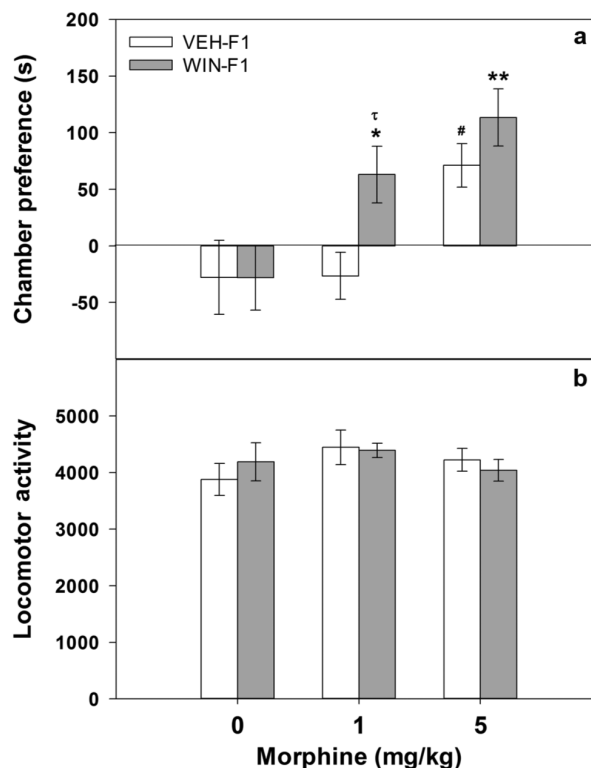 Chamber preference (s)
200
150
100
50
0
-50
VEH-F1
WIN-F1
a
τ
*
#
**
Locomotor activity
5000
4000
3000
2000
1000
0
b
0 1 5
Morphine (mg/kg)